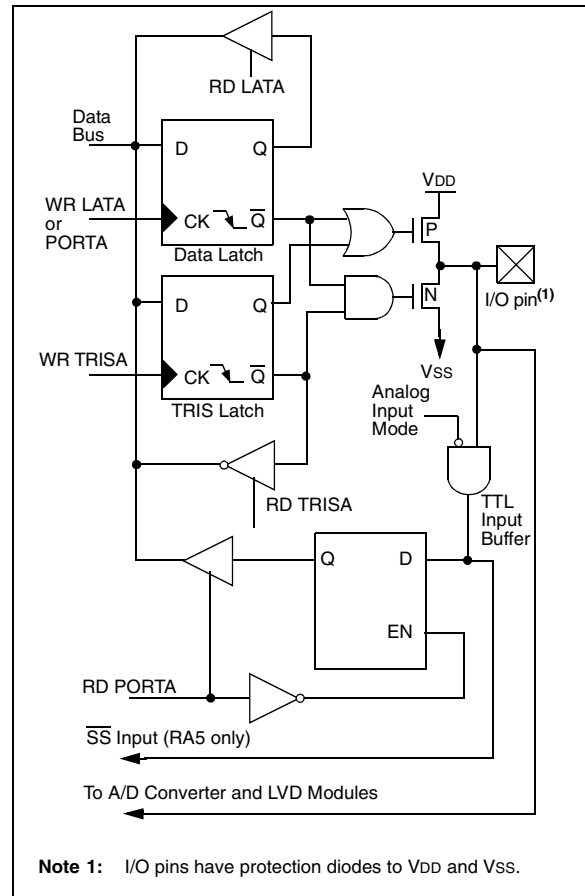 RD LATA
Data
Bus
D Q
VDD
WR LATA
or
PORTA
CK Q̅
P
Data Latch
D Q
N
I/O pin(1)
WR TRISA
CK Q̅
VSS
TRIS Latch
Analog
Input
Mode
RD TRISA
TTL
Input
Buffer
Q D
EN
RD PORTA
S̅S̅ Input (RA5 only)
To A/D Converter and LVD Modules
Note 1: I/O pins have protection diodes to VDD and VSS.